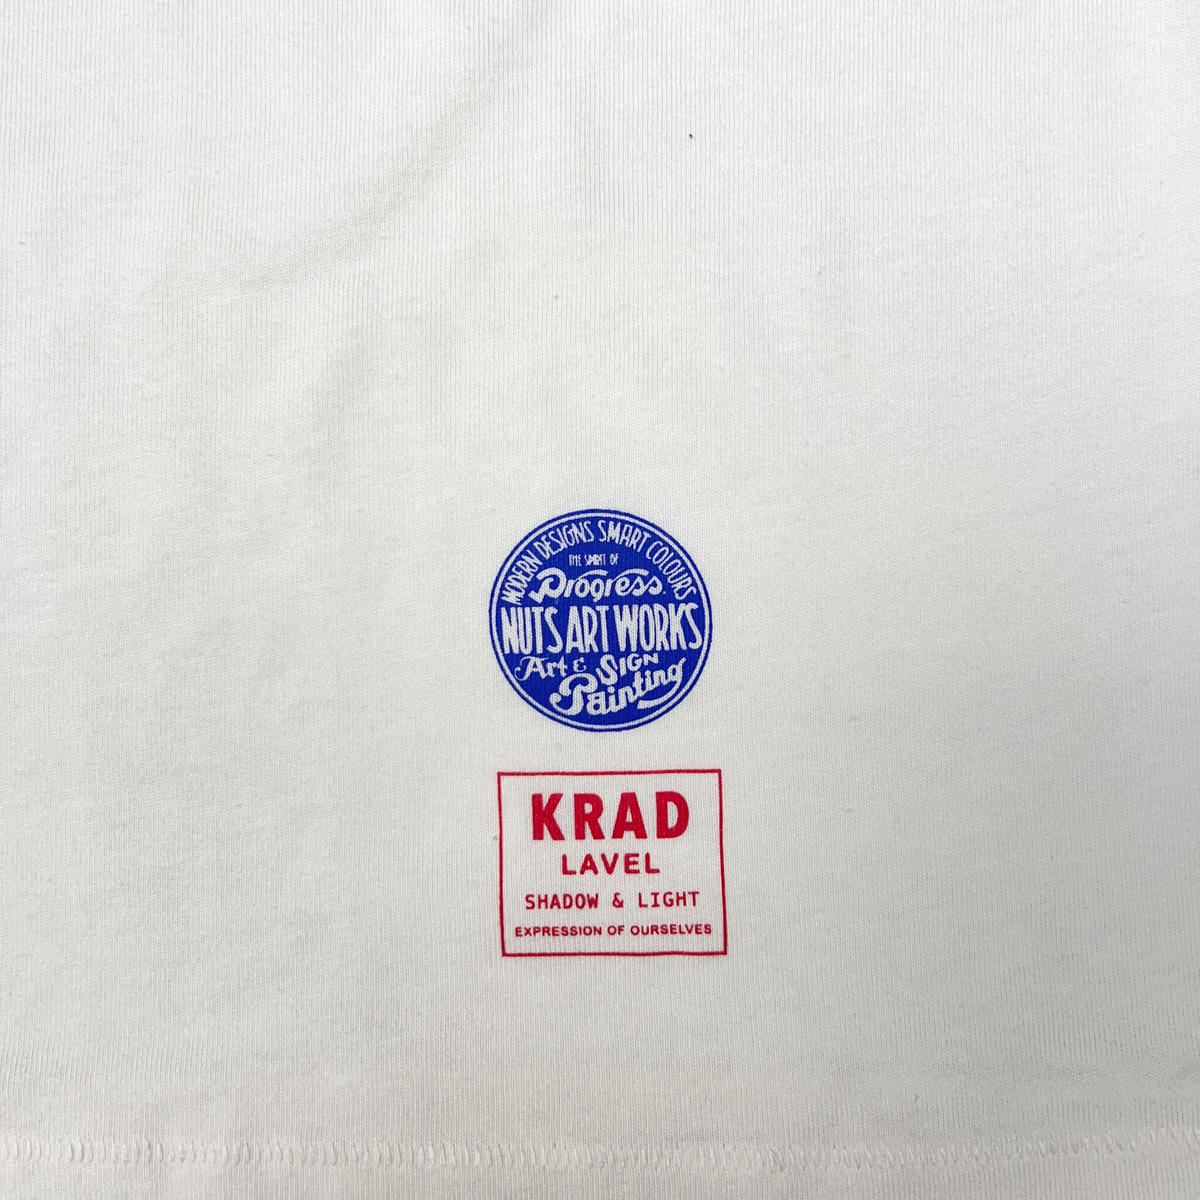 MODERN DESIGNS SMART COLOURS
THE SPIRIT OF
Progress
NUTS ART WORKS
Art & SIGN
Painting
KRAD
LAVEL
SHADOW & LIGHT
EXPRESSION OF OURSELVES